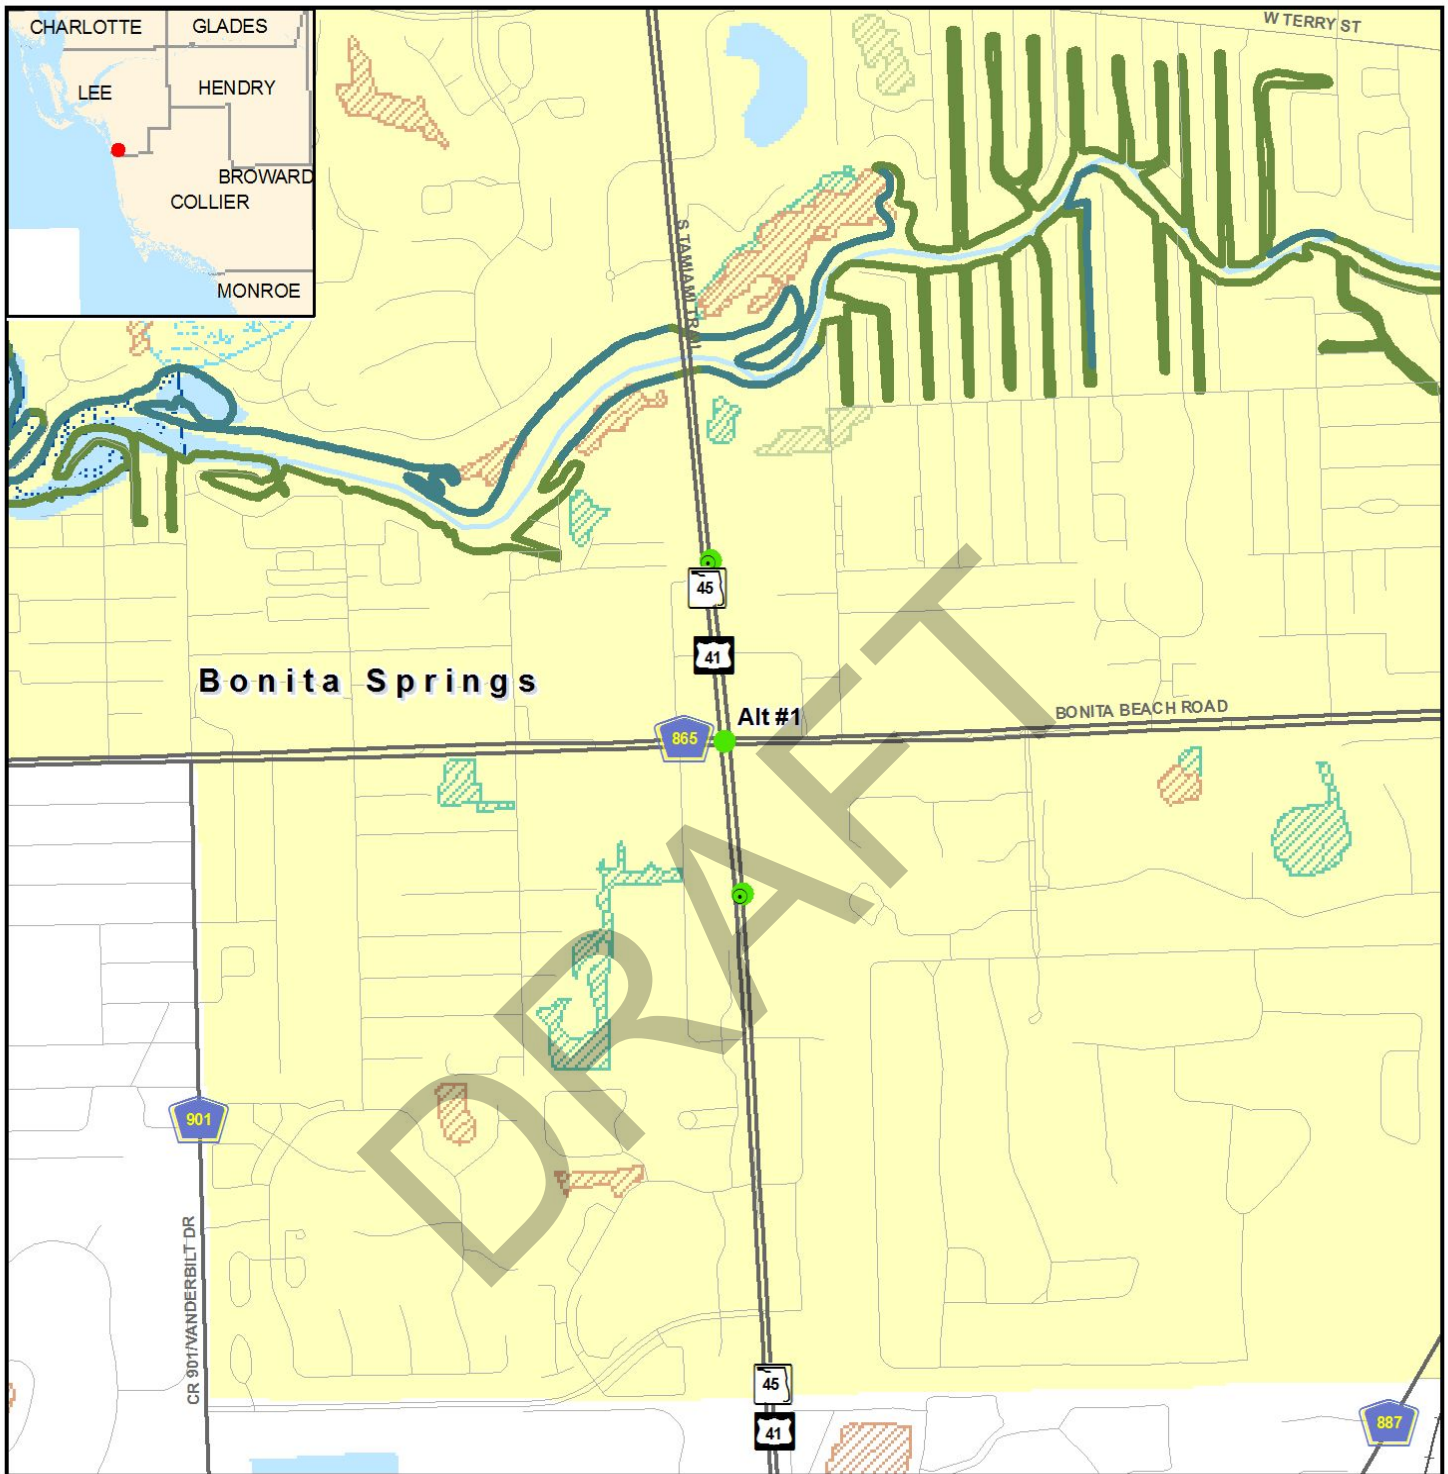 CHARLOTTE
GLADES
LEE
HENDRY
BROWARD
COLLIER
MONROE
W TERRY ST
S TAMIAMI TRAIL
45
41
Bonita Springs
Alt #1
865
BONITA BEACH ROAD
DRAFT
901
CR 901/VANDERBILT DR
45
41
887